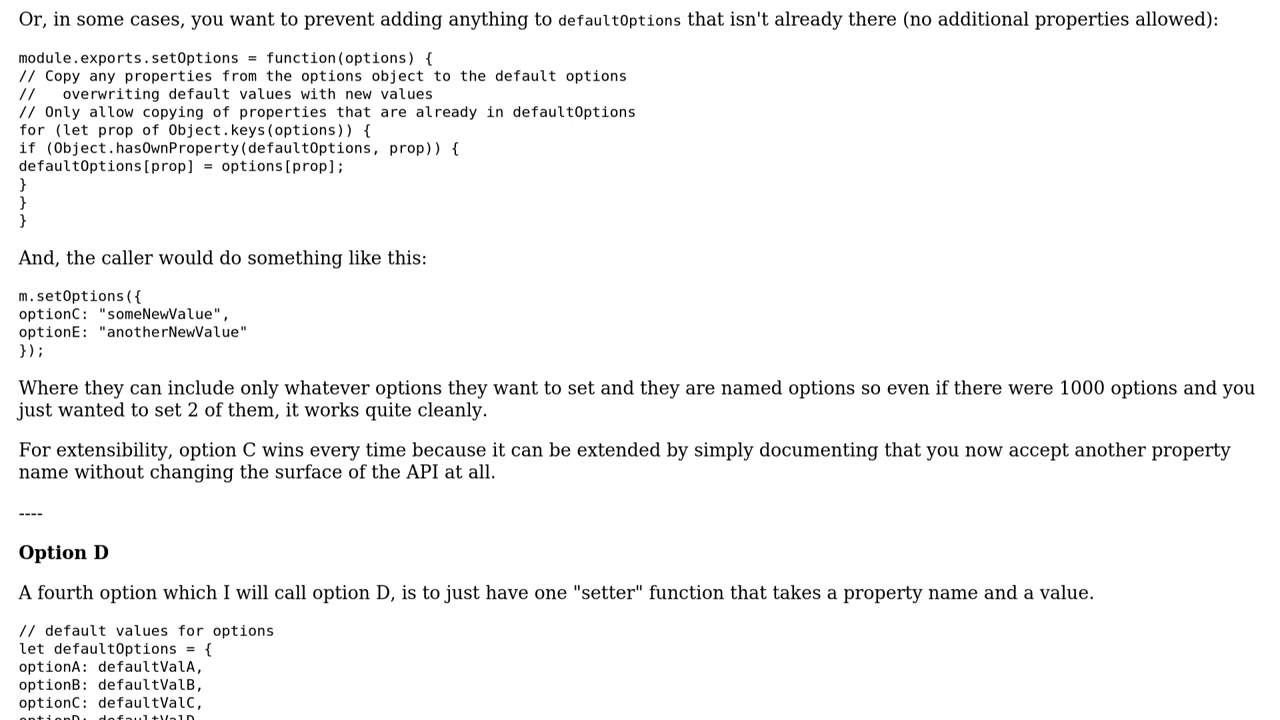 Or, in some cases, you want to prevent adding anything to defaultOptions that isn't already there (no additional properties allowed):
module.exports.setOptions = function(options) {
// Copy any properties from the options object to the default options
//   overwriting default values with new values
// Only allow copying of properties that are already in defaultOptions
for (let prop of Object.keys(options)) {
if (Object.hasOwnProperty(defaultOptions, prop)) {
defaultOptions[prop] = options[prop];
}
}
}
And, the caller would do something like this:
m.setOptions({
optionC: "someNewValue",
optionE: "anotherNewValue"
});
Where they can include only whatever options they want to set and they are named options so even if there were 1000 options and you
just wanted to set 2 of them, it works quite cleanly.
For extensibility, option C wins every time because it can be extended by simply documenting that you now accept another property
name without changing the surface of the API at all.
----
Option D
A fourth option which I will call option D, is to just have one "setter" function that takes a property name and a value.
// default values for options
let defaultOptions = {
optionA: defaultValA,
optionB: defaultValB,
optionC: defaultValC,
optionD: defaultValD,